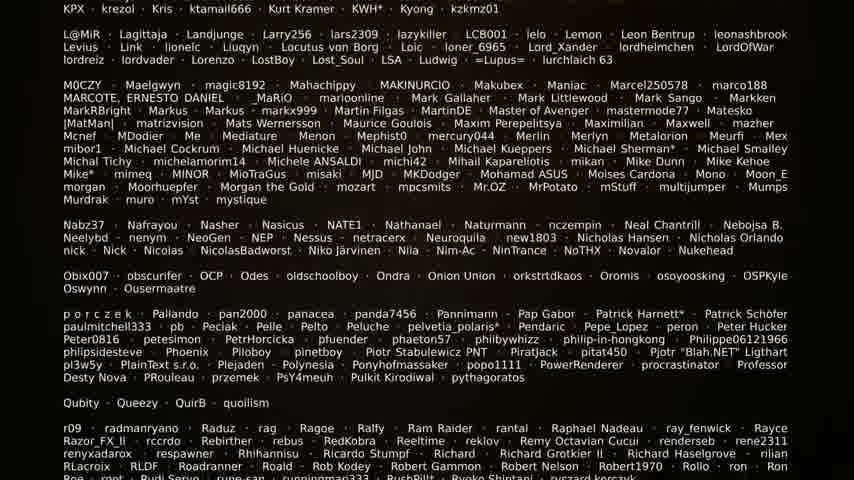 KPX · krezol · Kris · ktamail666 · Kurt Kramer · KWH* · Kyong · kzkmz01
L@MiR · Lagittaja · Landjunge · Larry256 · lars2309 · lazykiller · LCB001 · lelo · Lemon · Leon Bentrup · leonashbrook
Levius · Link · lionelc · Liuqyn · Locutus von Borg · Loic · loner_6965 · Lord_Xander · lordhelmchen · LordOfWar
lordreiz · lordvader · Lorenzo · LostBoy · Lost_Soul · LSA · Ludwig · =Lupus= · lurchlaich 63
M0CZY · Maelgwyn · magic8192 · Mahachippy · MAKINURCIO · Makubex · Maniac · Marcel250578 · marco188
MARCOTE, ERNESTO DANIEL · _MaRiO · marioonline · Mark Gallaher · Mark Littlewood · Mark Sango · Markken
MarkRBright · Markus · Markus · markx999 · Martin Filgas · MartinDE · Master of Avenger · mastermode77 · Matesko
|MatMan| · matrizvision · Mats Wernersson · Maurice Goulois · Maxim Perepelitsya · Maximilian · Maxwell · mazher
Mcnef · MDodier · Me · Mediature · Menon · Mephist0 · mercury044 · Merlin · Merlyn · Metalorion · Meurfi · Mex
mibor1 · Michael Cockrum · Michael Huenicke · Michael John · Michael Kueppers · Michael Sherman* · Michael Smalley
Michal Tichy · michelamorim14 · Michele ANSALDI · michi42 · Mihail Kapareliotis · mikan · Mike Dunn · Mike Kehoe
Mike* · mimeq · MINOR · MioTraGus · misaki · MJD · MKDodger · Mohamad ASUS · Moises Cardona · Mono · Moon_E
morgan · Moorhuepfer · Morgan the Gold · mozart · mpcsmits · Mr.OZ · MrPotato · mStuff · multijumper · Mumps
Murdrak · muro · mYst · mystique
Nabz37 · Nafrayou · Nasher · Nasicus · NATE1 · Nathanael · Naturmann · nczempin · Neal Chantrill · Nebojsa B.
Neelybd · nenym · NeoGen · NEP · Nessus · netracerx · Neuroquila · new1803 · Nicholas Hansen · Nicholas Orlando
nick · Nick · Nicolas · NicolasBadworst · Niko Järvinen · Nila · Nim-Ac · NinTrance · NoTHX · Novalor · Nukehead
Obix007 · obscurifer · OCP · Odes · oldschoolboy · Ondra · Onion Union · orkstrtdkaos · Oromis · osoyoosking · OSPKyle
Oswynn · Ousermaatre
p o r c z e k · Pallando · pan2000 · panacea · panda7456 · Pannimann · Pap Gabor · Patrick Harnett* · Patrick Schöfer
paulmitchell333 · pb · Peciak · Pelle · Pelto · Peluche · pelvetia_polaris* · Pendaric · Pepe_Lopez · peron · Peter Hucker
Peter0816 · petesimon · PetrHorcicka · pfuender · phaeton57 · philbywhizz · philip-in-hongkong · Philippe06121966
philipsidesteve · Phoenix · Piloboy · pinetboy · Piotr Stabulewicz PNT · PiratJack · pitat450 · Pjotr "Blah.NET" Ligthart
pl3w5y · PlainText s.r.o. · Plejaden · Polynesia · Ponyhofmassaker · popo1111 · PowerRenderer · procrastinator · Professor
Desty Nova · PRouleau · przemek · PsY4meuh · Pulkit Kirodiwal · pythagoratos
Qubity · Queezy · QuirB · quoilism
r09 · radmanryano · Raduz · rag · Ragoe · Ralfy · Ram Raider · rantal · Raphael Nadeau · ray_fenwick · Rayce
Razor_FX_II · rccrdo · Rebirther · rebus · RedKobra · Reeltime · reklov · Remy Octavian Cucui · renderseb · rene2311
renyxadarox · respawner · Rhihannisu · Ricardo Stumpf · Richard · Richard Grotkier II · Richard Haselgrove · rilian
RLacroix · RLDF · Roadranner · Roald · Rob Kodey · Robert Gammon · Robert Nelson · Robert1970 · Rollo · ron · Ron